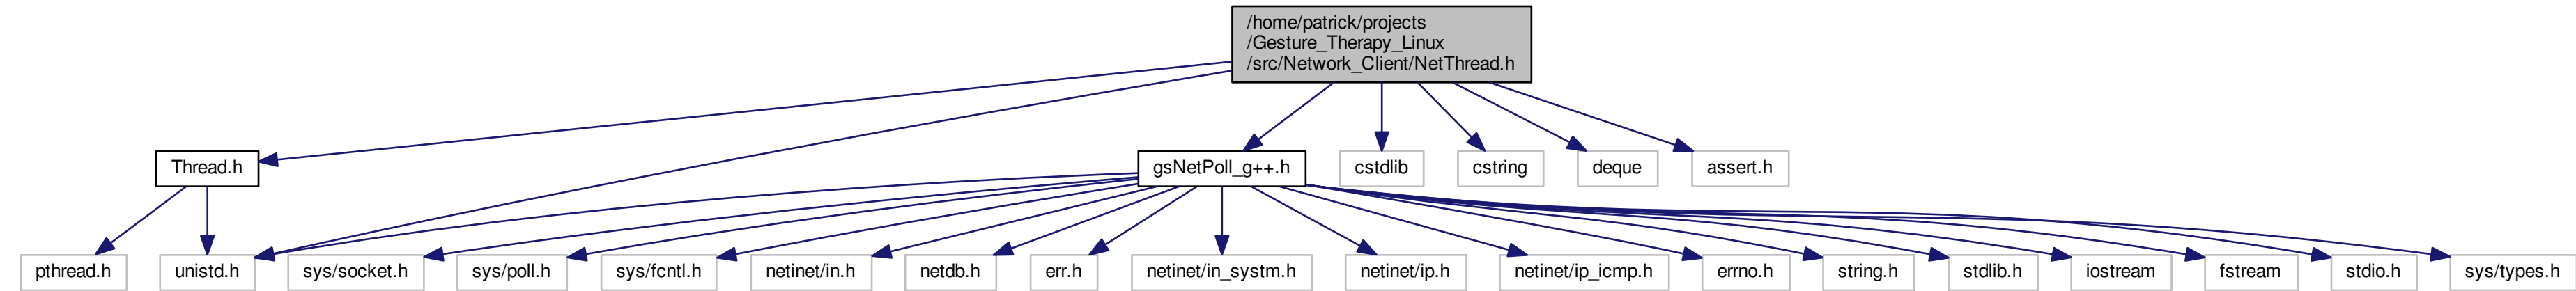 /home/patrick/projects
/Gesture_Therapy_Linux
/src/Network_Client/NetThread.h
Thread.h
gsNetPoll_g++.h
cstdlib
cstring
deque
assert.h
pthread.h
unistd.h
sys/socket.h
sys/poll.h
sys/fcntl.h
netinet/in.h
netdb.h
err.h
netinet/in_systm.h
netinet/ip.h
netinet/ip_icmp.h
errno.h
string.h
stdlib.h
iostream
fstream
stdio.h
sys/types.h